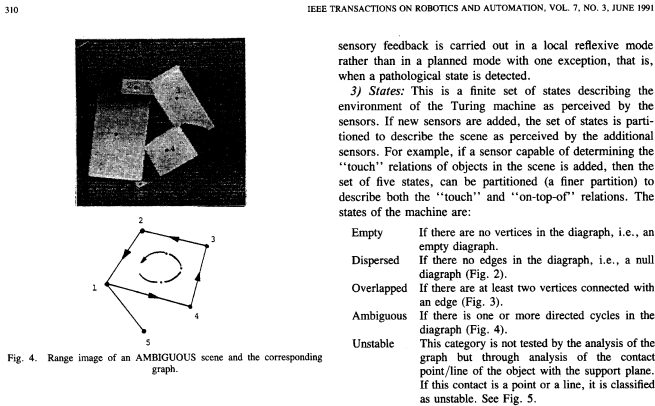 310
IEEE TRANSACTIONS ON ROBOTICS AND AUTOMATION, VOL. 7, NO. 3, JUNE 1991
2
3
1
4
5
Fig. 4. Range image of an AMBIGUOUS scene and the corresponding
graph.
sensory feedback is carried out in a local reflexive mode
rather than in a planned mode with one exception, that is,
when a pathological state is detected.
3) States: This is a finite set of states describing the
environment of the Turing machine as perceived by the
sensors. If new sensors are added, the set of states is parti-
tioned to describe the scene as perceived by the additional
sensors. For example, if a sensor capable of determining the
“touch” relations of objects in the scene is added, then the
set of five states, can be partitioned (a finer partition) to
describe both the “touch” and “on-top-of” relations. The
states of the machine are:
Empty If there are no vertices in the diagraph, i.e., an
empty diagraph.
Dispersed If there no edges in the diagraph, i.e., a null
diagraph (Fig. 2).
Overlapped If there are at least two vertices connected with
an edge (Fig. 3).
Ambiguous If there is one or more directed cycles in the
diagraph (Fig. 4).
Unstable This category is not tested by the analysis of the
graph but through analysis of the contact
point/line of the object with the support plane.
If this contact is a point or a line, it is classified
as unstable. See Fig. 5.